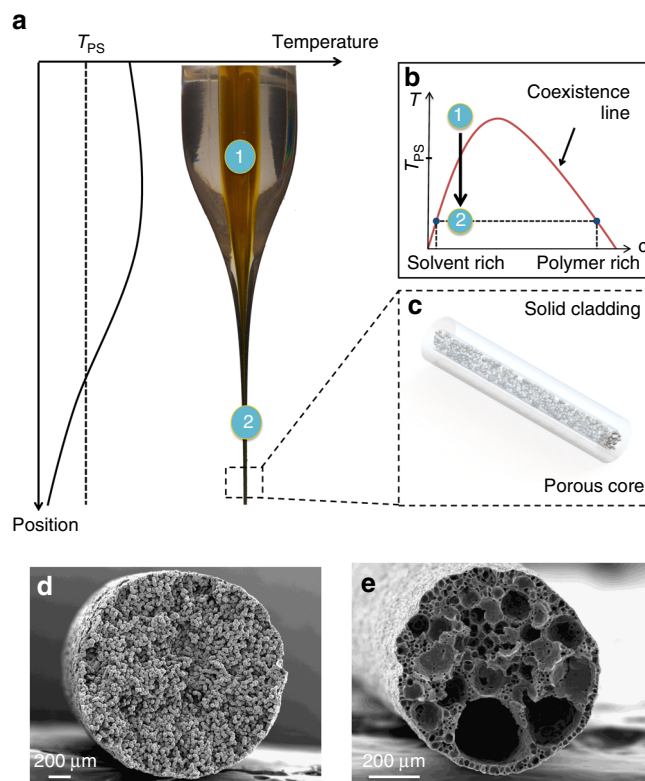 a
T_PS
Temperature
1
2
Position
b
T
1
T_PS
2
Coexistence
line
c
Solvent rich
Polymer rich
c
Solid cladding
Porous core
d
200 μm
e
200 μm